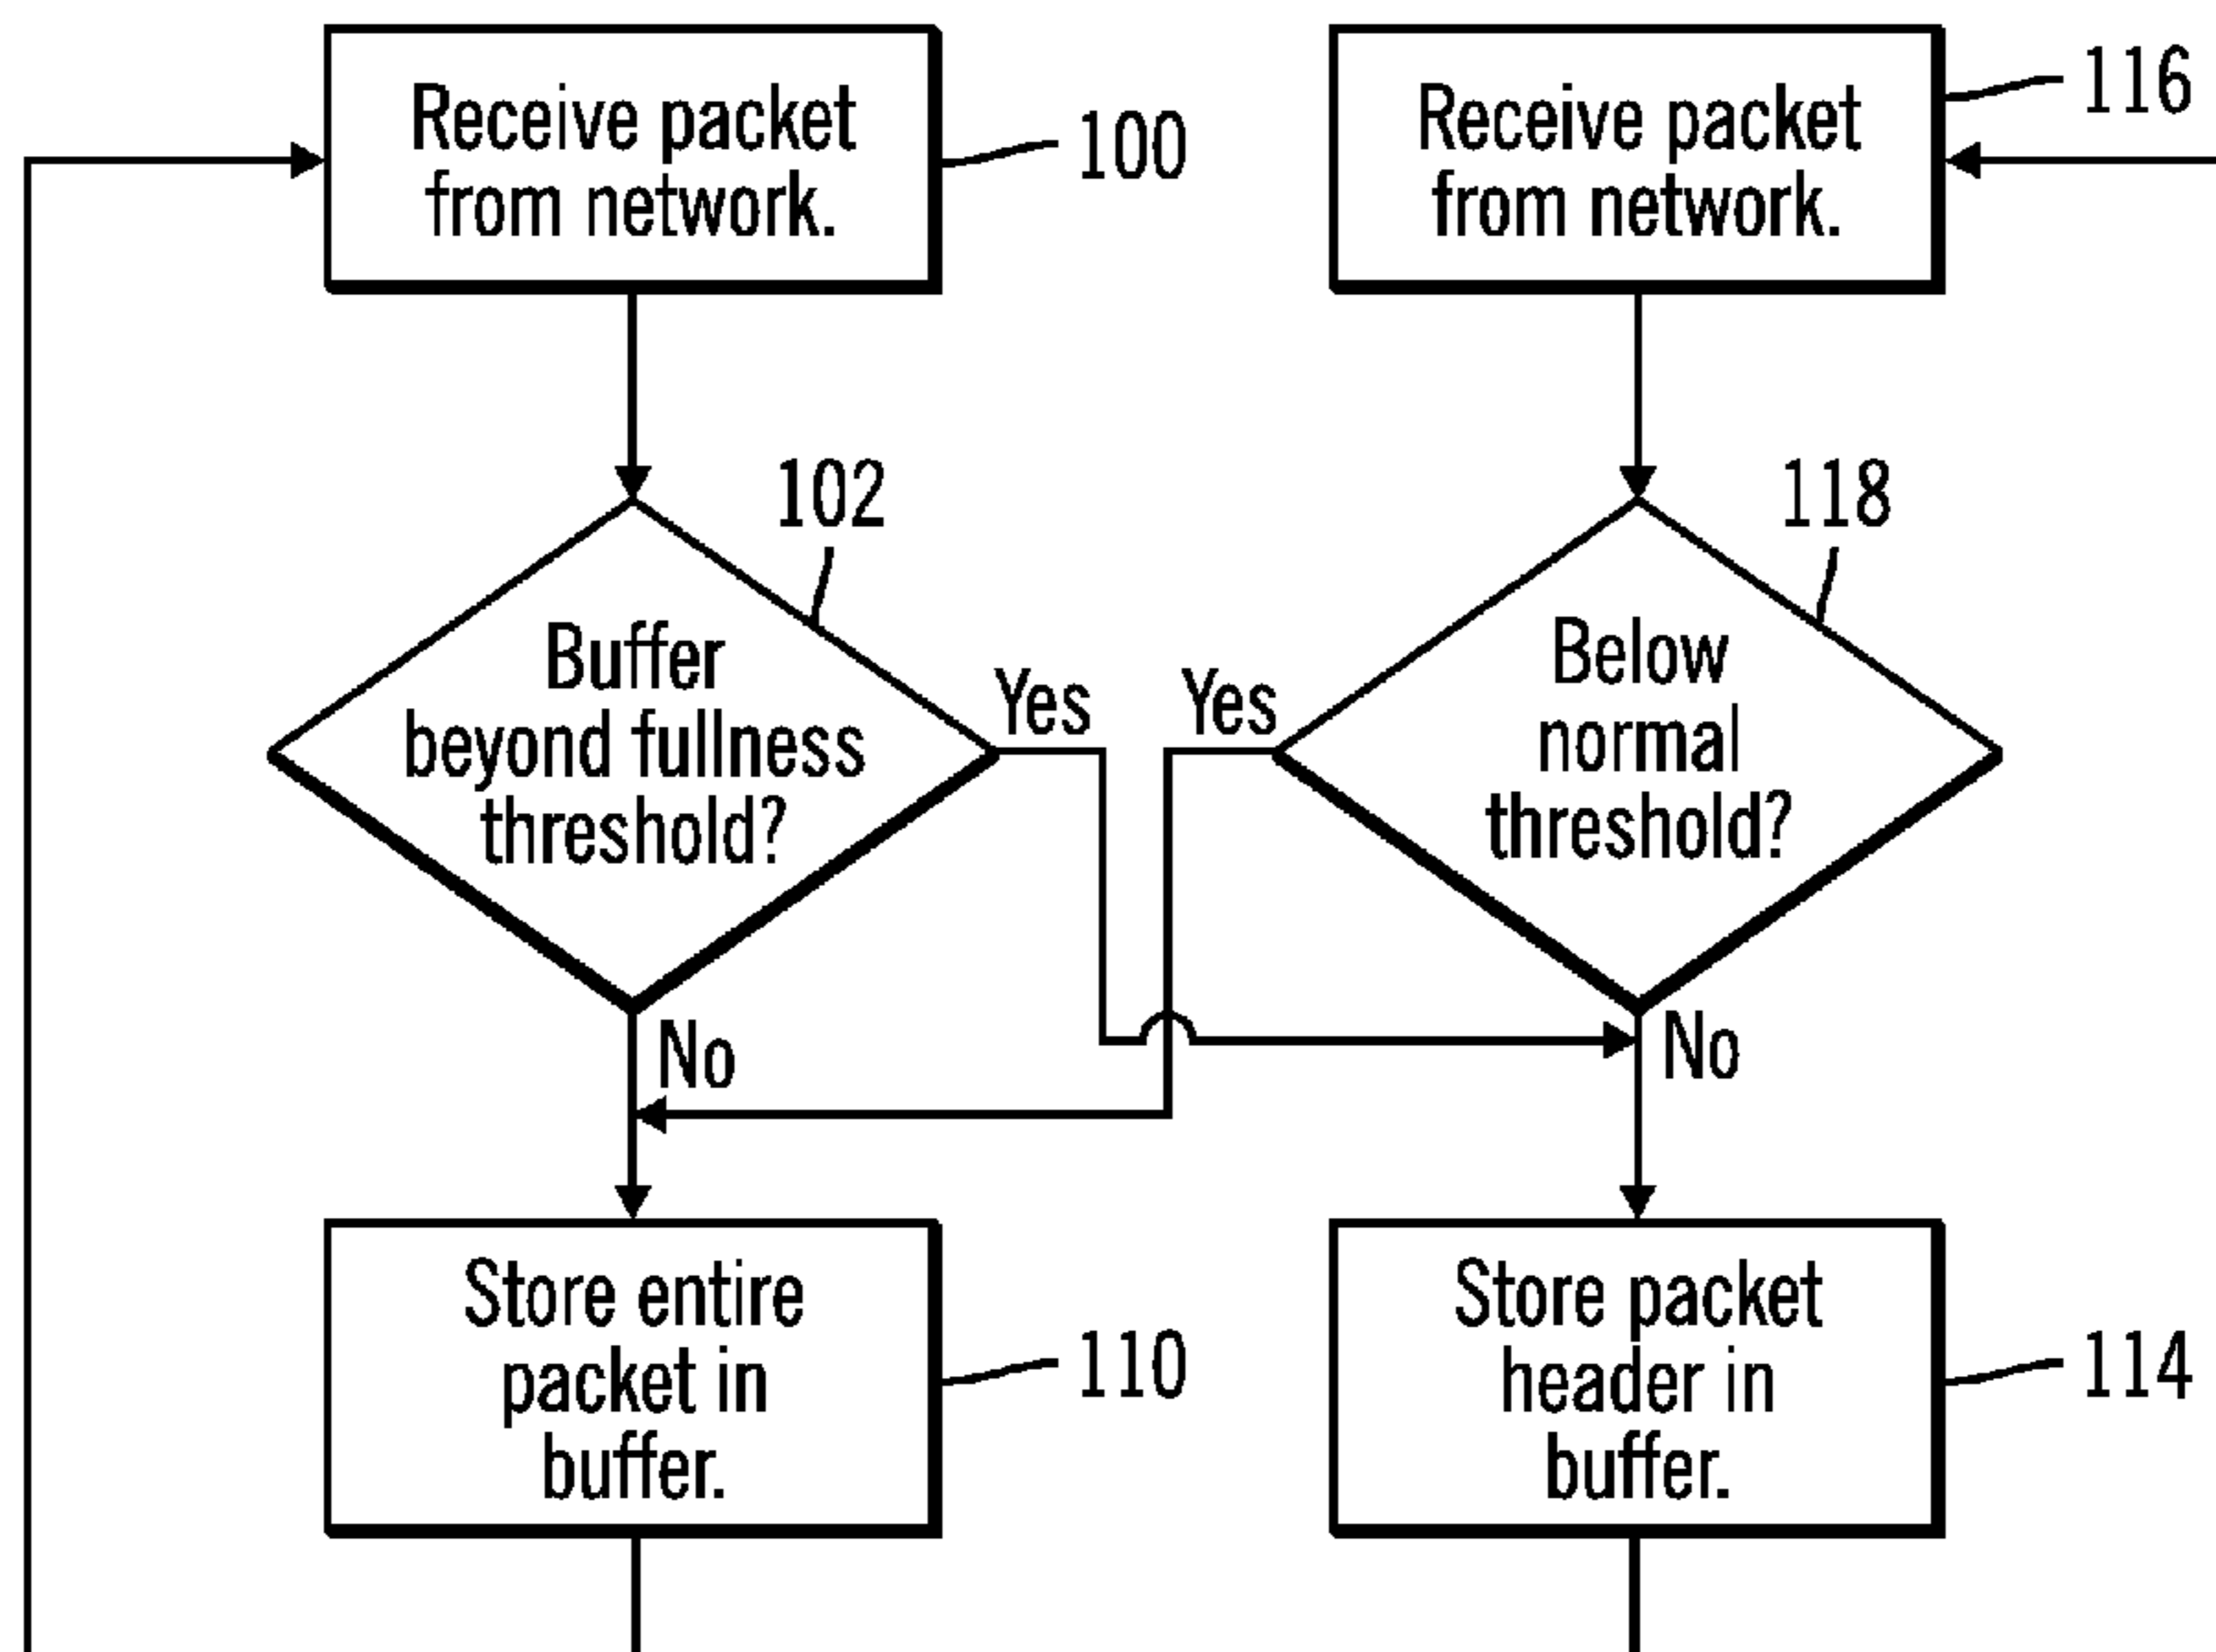 Receive packet
from network.
100
Receive packet
from network.
116
102
Buffer
beyond fullness
threshold?
Yes
No
118
Below
normal
threshold?
Yes
No
Store entire
packet in
buffer.
110
Store packet
header in
buffer.
114